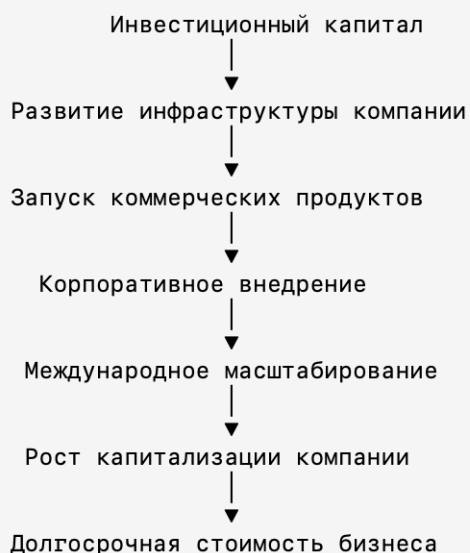 Инвестиционный капитал
Развитие инфраструктуры компании
Запуск коммерческих продуктов
Корпоративное внедрение
Международное масштабирование
Рост капитализации компании
Долгосрочная стоимость бизнеса